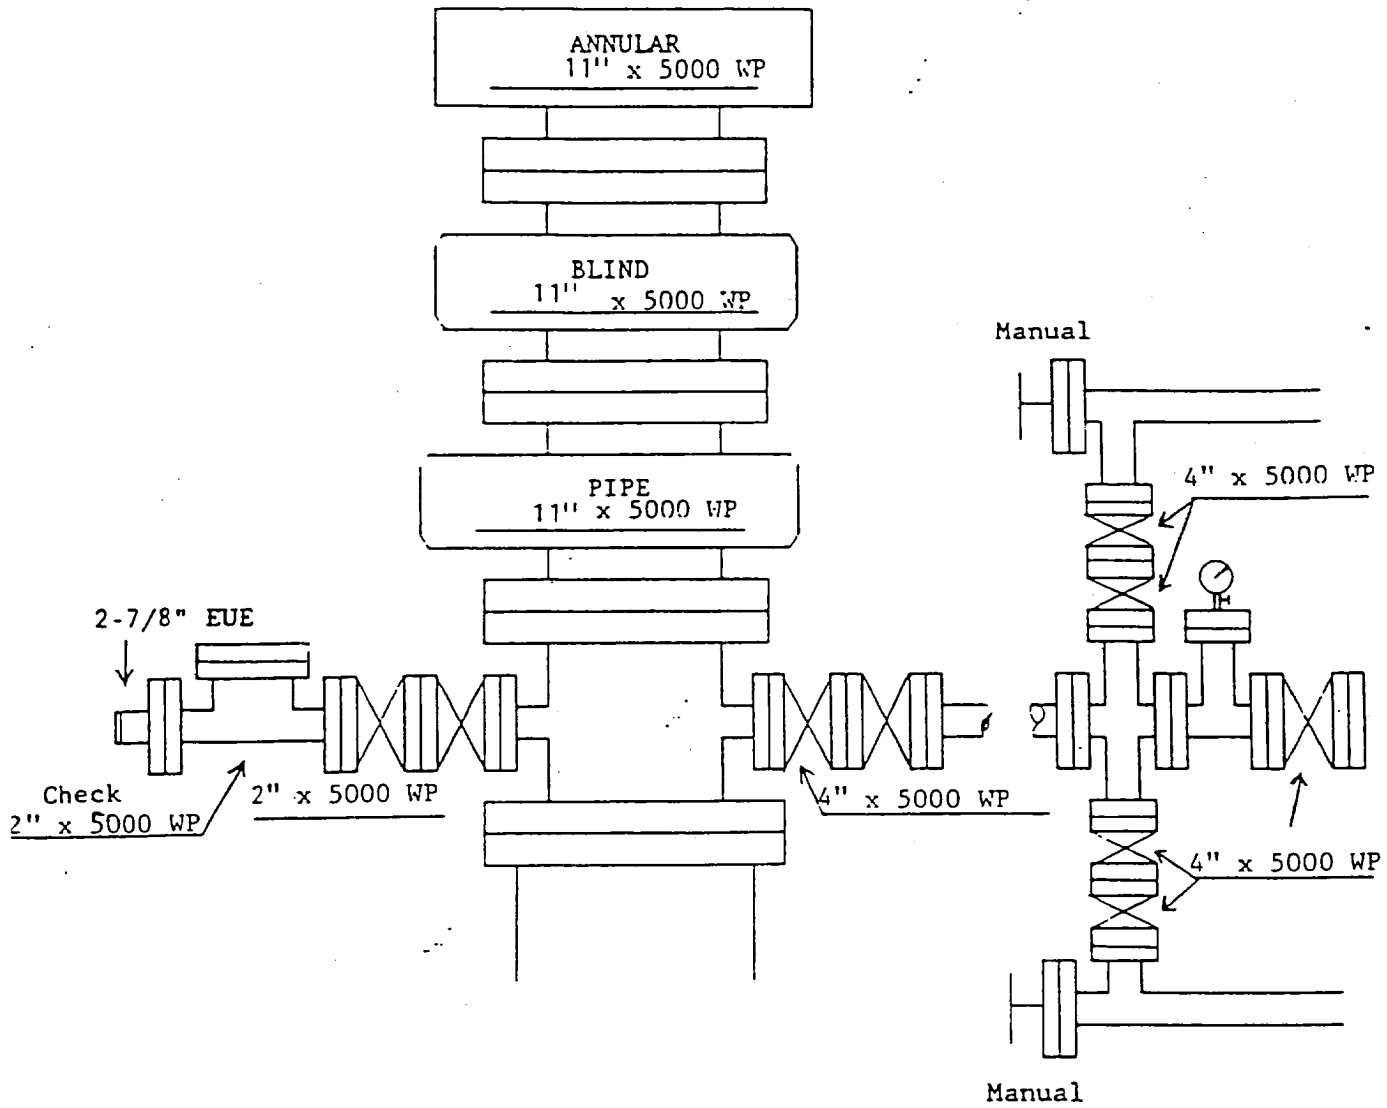 ANNULAR
11" x 5000 WP
BLIND
11" x 5000 WP
Manual
PIPE
11" x 5000 WP
4" x 5000 WP
2-7/8" EUE
Check
2" x 5000 WP
2" x 5000 WP
4" x 5000 WP
4" x 5000 WP
Manual